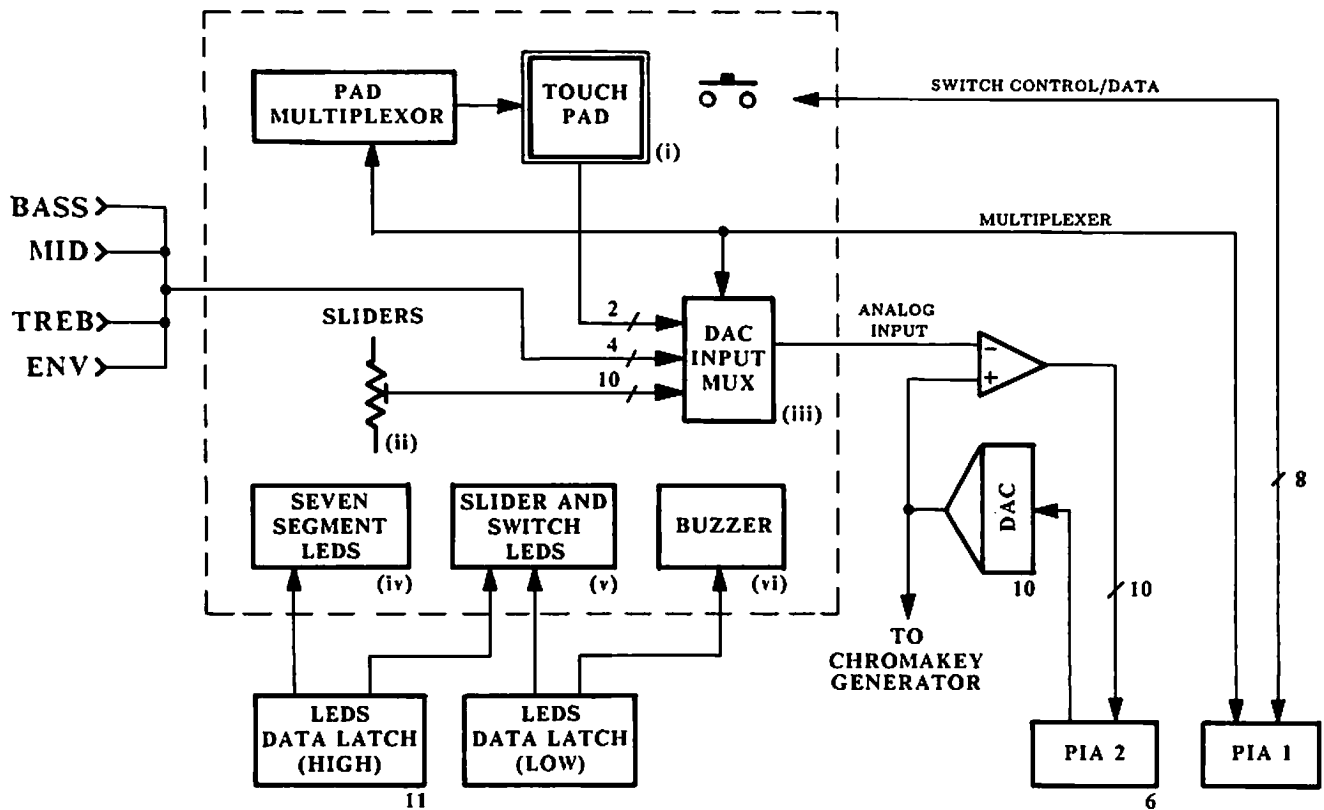 PAD
MULTIPLEXOR
TOUCH
PAD
(i)
SWITCH CONTROL/DATA
BASS
MID
TREB
ENV
MULTIPLEXER
SLIDERS
(ii)
2
4
10
DAC
INPUT
MUX
(iii)
ANALOG
INPUT
-
+
SEVEN
SEGMENT
LEDS
(iv)
SLIDER AND
SWITCH
LEDS
(v)
BUZZER
(vi)
DAC
10
10
8
TO
CHROMAKEY
GENERATOR
LEDS
DATA LATCH
(HIGH)
11
LEDS
DATA LATCH
(LOW)
PIA 2
6
PIA 1